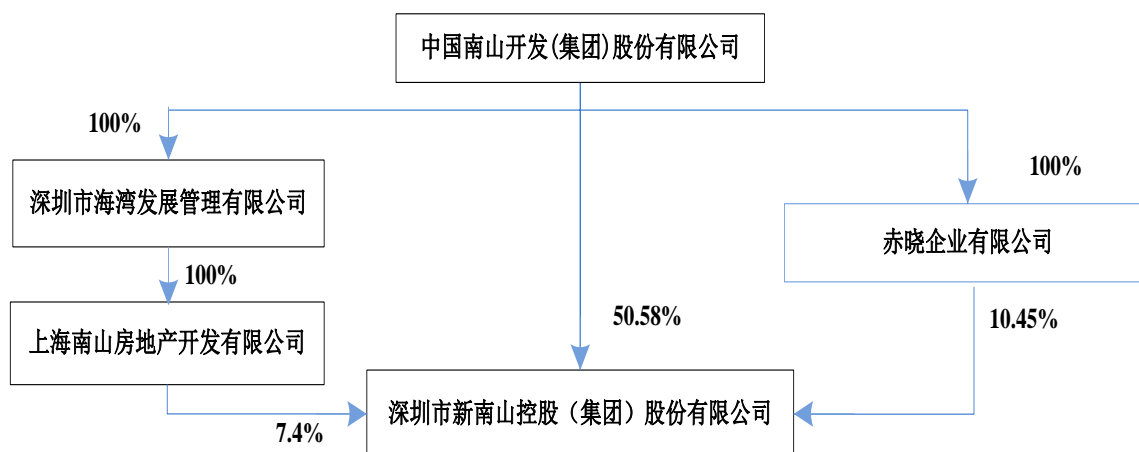 中国南山开发(集团)股份有限公司
100%
深圳市海湾发展管理有限公司
100%
赤晓企业有限公司
100%
上海南山房地产开发有限公司
50.58%
10.45%
深圳市新南山控股（集团）股份有限公司
7.4%